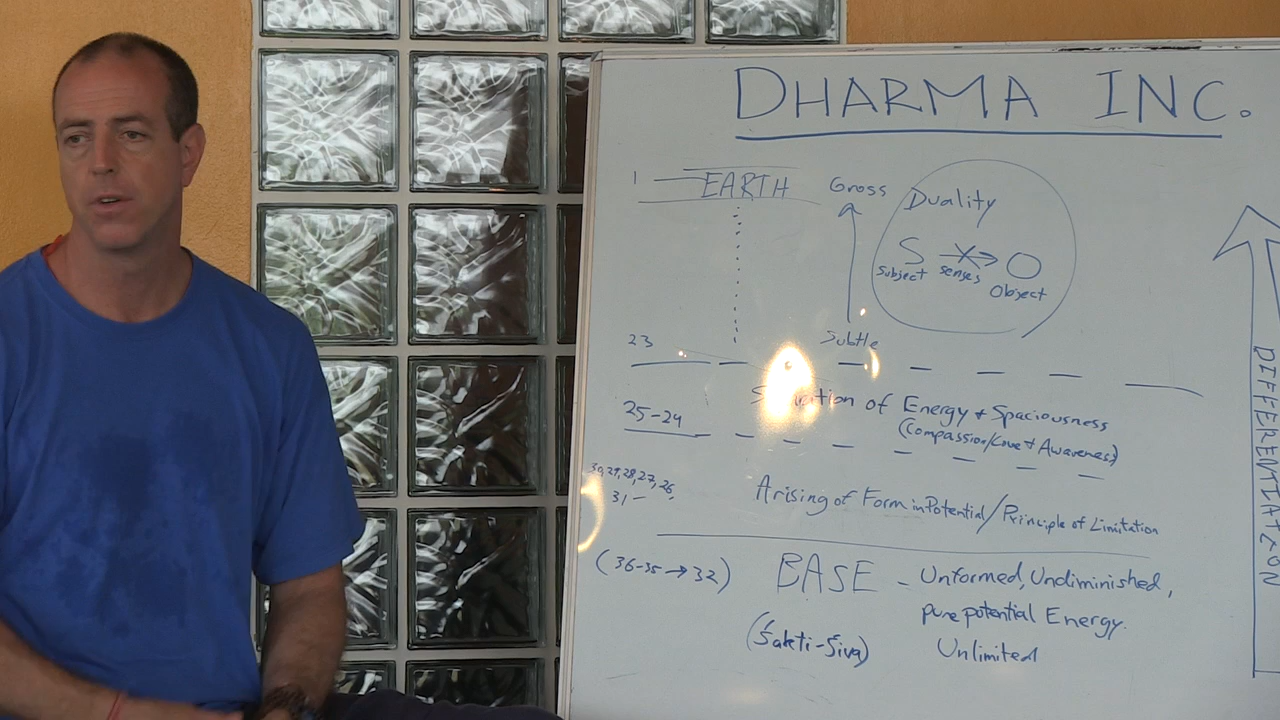 DHARMA INC.
1 EARTH
Gross
Duality
S O
Subject senses Object
Subtle
23
of Energy + Spaciousness
25-24
(Compassion/Love + Awareness)
30,29,28,27,26,
31-
Arising of Form in Potential/Principle of Limitation
(36-35→32) BASE - Unformed, Undiminished,
pure potential Energy.
(Śakti-Śiva) Unlimited
DIFFERENTIATION